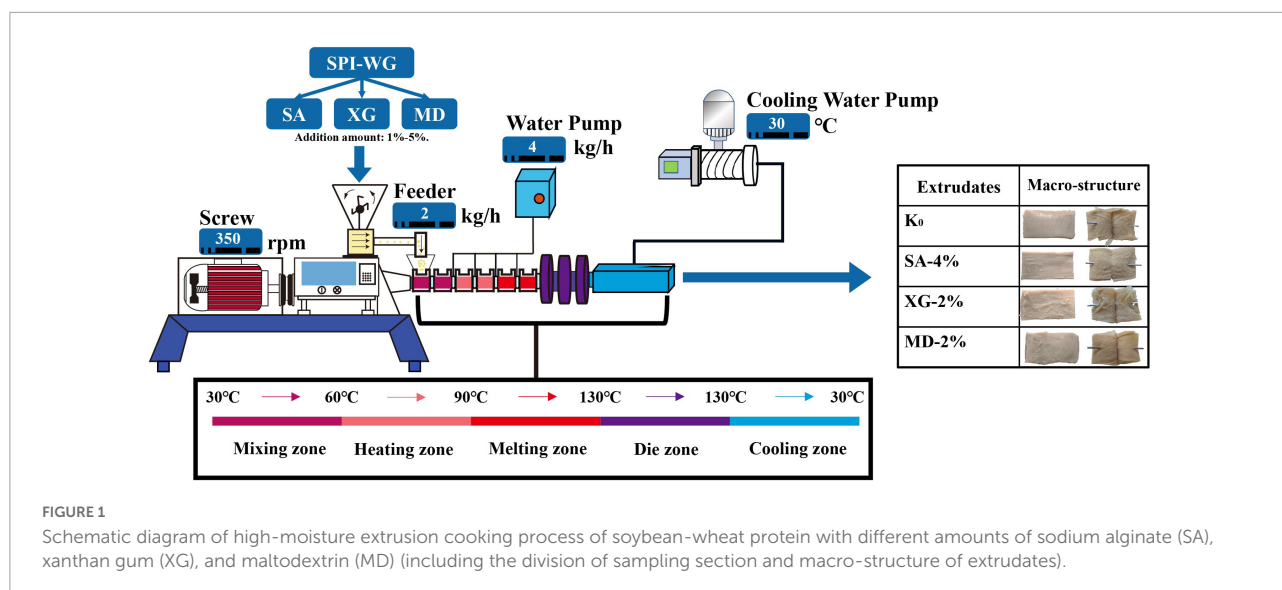 SPI-WG
SA XG MD
Addition amount: 1%-5%.
Screw
350 rpm
Feeder
2 kg/h
Water Pump
4 kg/h
Cooling Water Pump
30 °C
Extrudates Macro-structure
K0
SA-4%
XG-2%
MD-2%
30°C 60°C 90°C 130°C 130°C 30°C
Mixing zone Heating zone Melting zone Die zone Cooling zone
FIGURE 1
Schematic diagram of high-moisture extrusion cooking process of soybean-wheat protein with different amounts of sodium alginate (SA),
xanthan gum (XG), and maltodextrin (MD) (including the division of sampling section and macro-structure of extrudates).